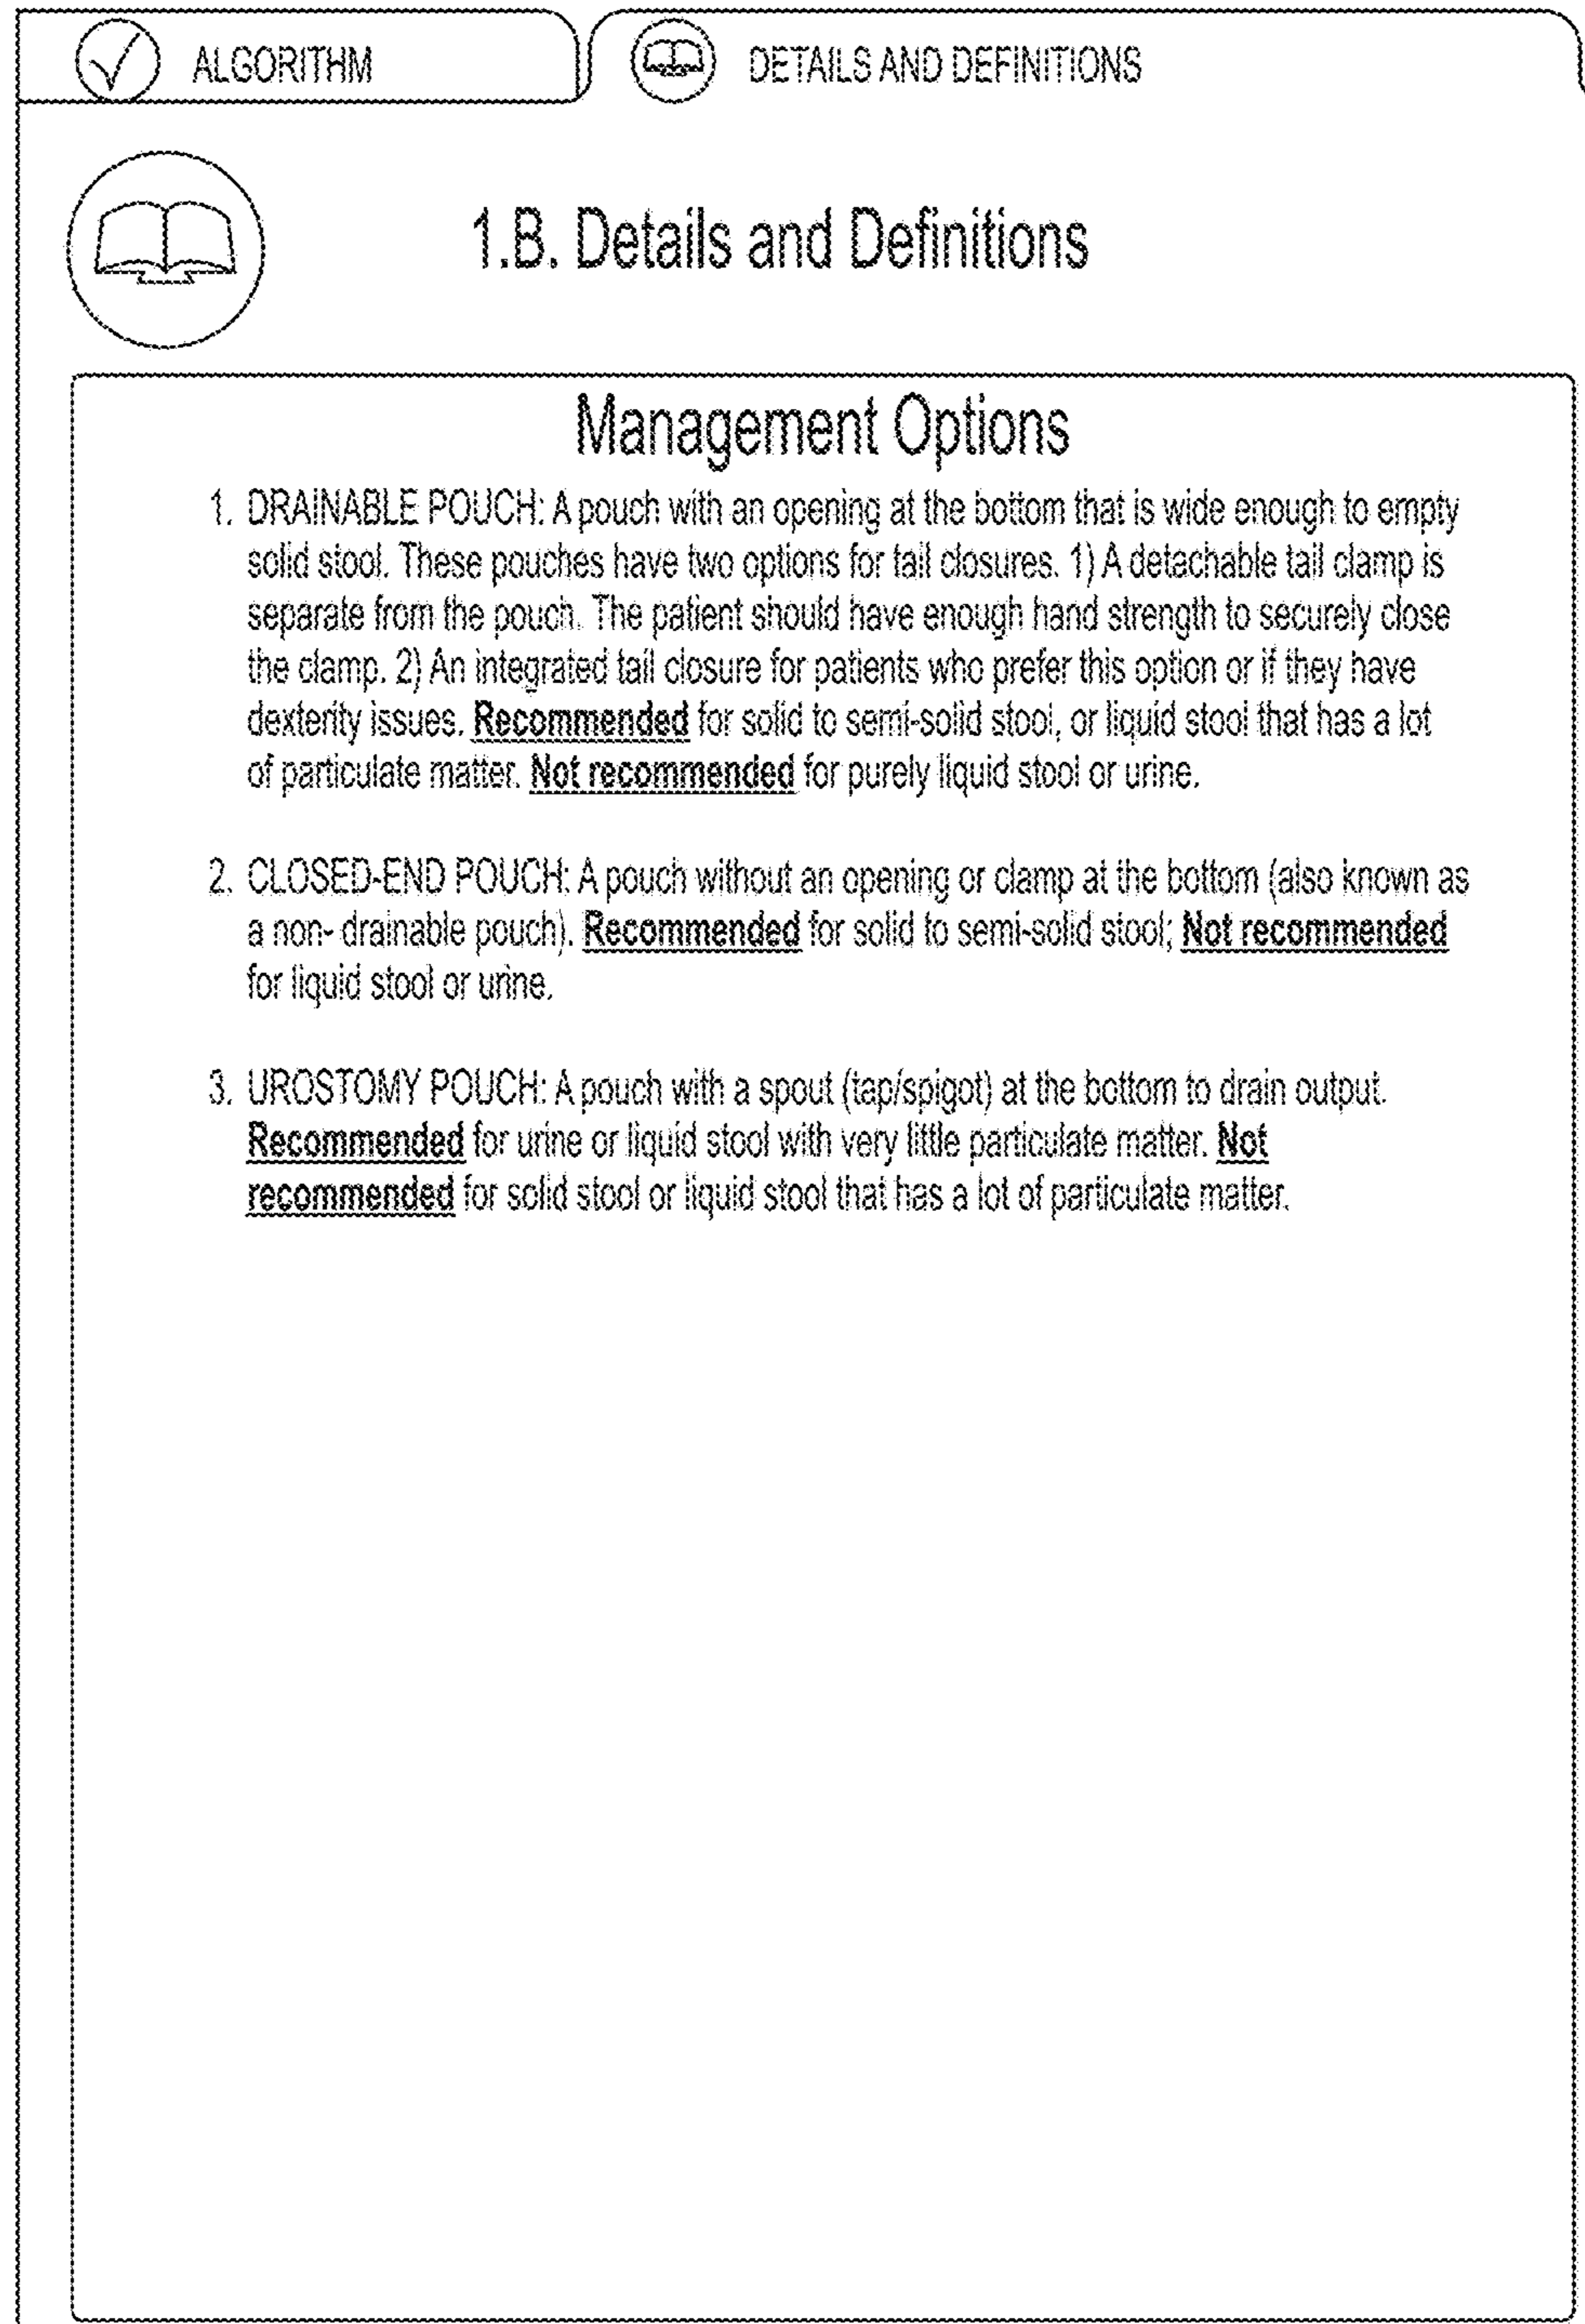 ALGORITHM
DETAILS AND DEFINITIONS
1.B. Details and Definitions
Management Options
1. DRAINABLE POUCH: A pouch with an opening at the bottom that is wide enough to empty
solid stool. These pouches have two options for tail closures. 1) A detachable tail clamp is
separate from the pouch. The patient should have enough hand strength to securely close
the clamp. 2) An integrated tail closure for patients who prefer this option or if they have
dexterity issues. Recommended for solid to semi-solid stool, or liquid stool that has a lot
of particulate matter. Not recommended for purely liquid stool or urine.
2. CLOSED-END POUCH: A pouch without an opening or clamp at the bottom (also known as
a non- drainable pouch). Recommended for solid to semi-solid stool; Not recommended
for liquid stool or urine.
3. UROSTOMY POUCH: A pouch with a spout (tap/spigot) at the bottom to drain output.
Recommended for urine or liquid stool with very little particulate matter. Not
recommended for solid stool or liquid stool that has a lot of particulate matter.